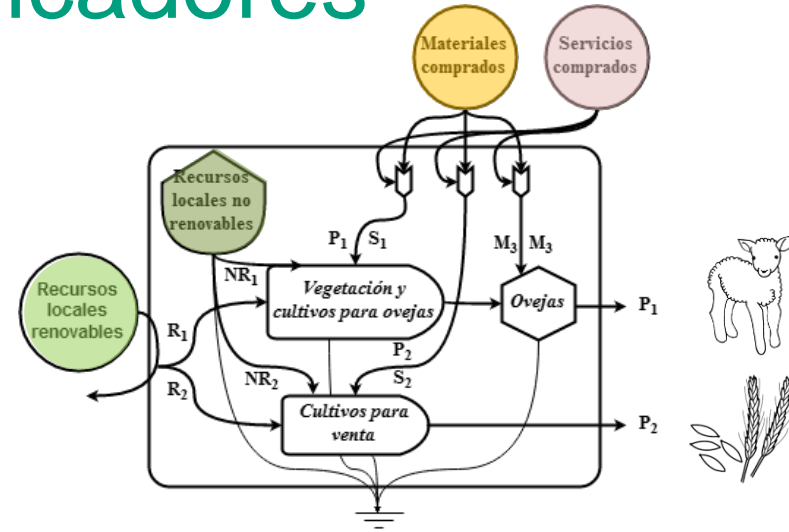 icadores
Materiales
comprados
Servicios
comprados
Recursos
locales no
renovables
P1 S1
M3 M3
NR1
Vegetación y
cultivos para ovejas
Ovejas
P1
Recursos
locales
renovables
R1
P2
S2
NR2
R2
Cultivos para
venta
P2